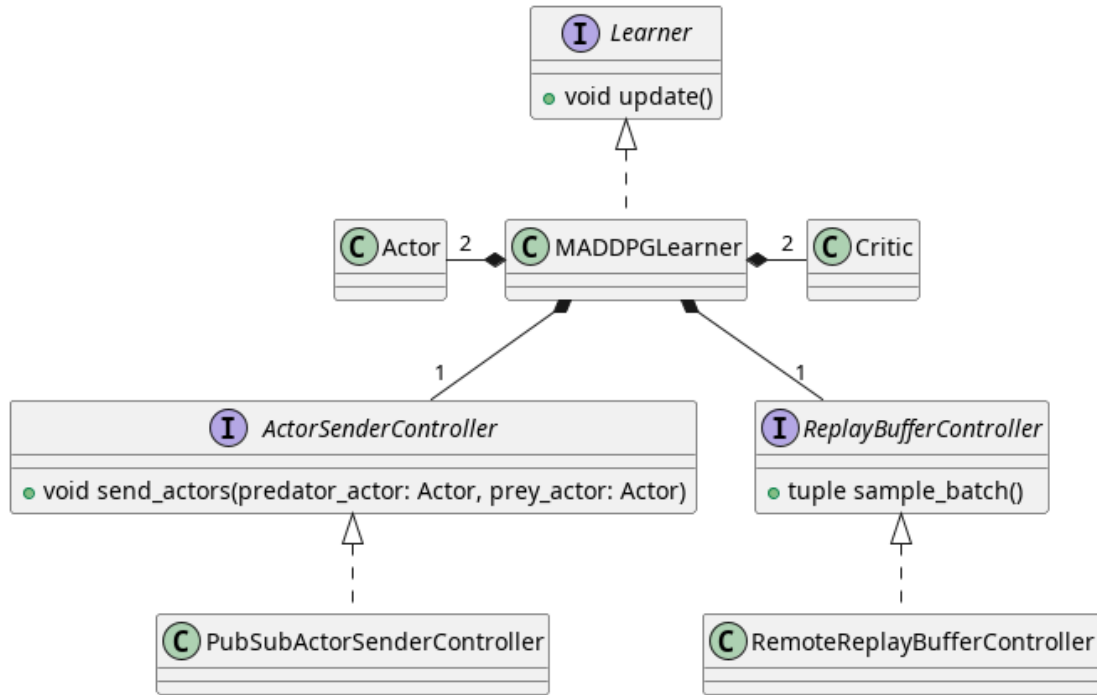 I Learner
void update()
C Actor
2
C MADDPGLearner
2
C Critic
1
1
I ActorSenderController
void send_actors(predator_actor: Actor, prey_actor: Actor)
I ReplayBufferController
tuple sample_batch()
C PubSubActorSenderController
C RemoteReplayBufferController